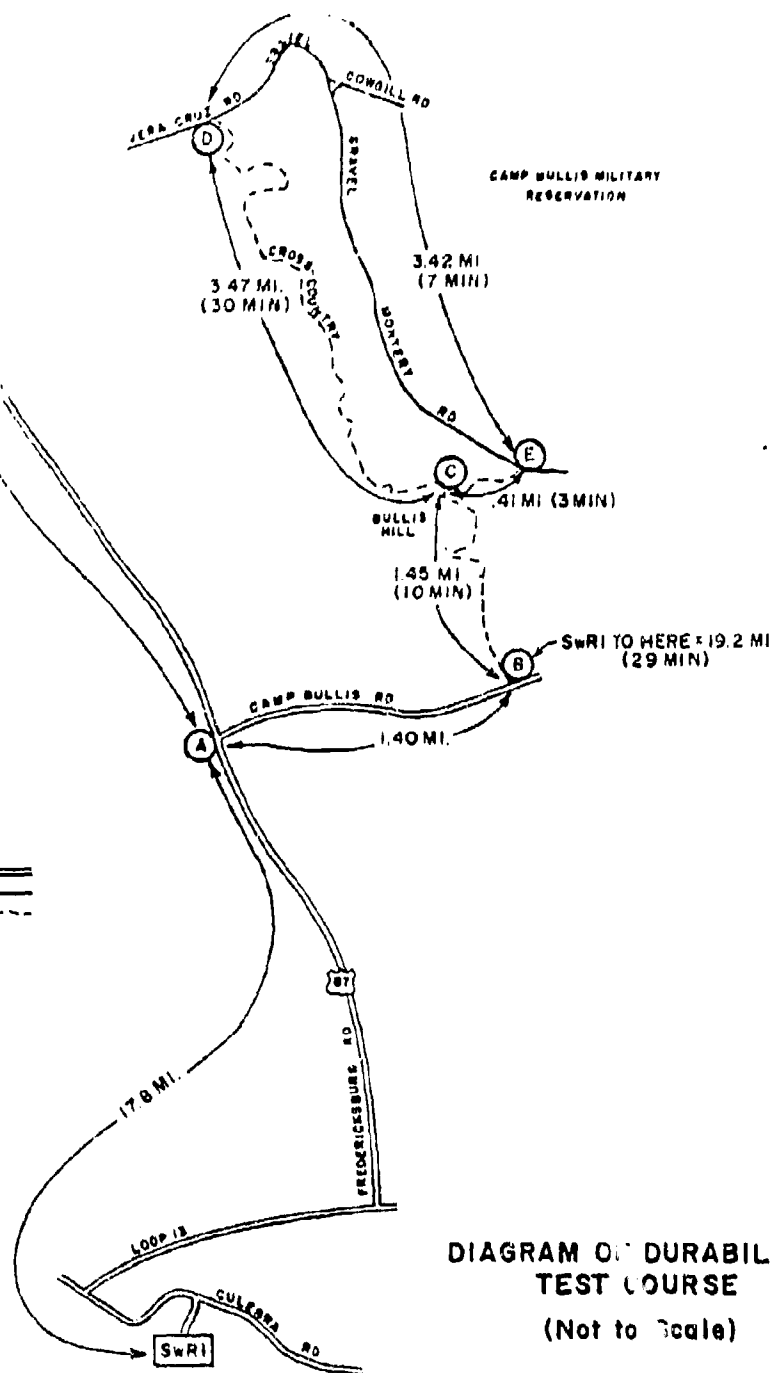 GRAVEL
COWGILL RD
VERA CRUZ RD
D
GRAVEL
CAMP BULLIS MILITARY
RESERVATION
3.42 MI
(7 MIN)
CROSS
COUNTRY
3.47 MI.
(30 MIN)
MONTERY
RD
E
C
.41 MI (3 MIN)
BULLIS
HILL
1.45 MI
(10 MIN)
B
SwRI TO HERE = 19.2 MI
(29 MIN)
CAMP BULLIS RD
A
1.40 MI.
87
FREDERICKSBURG RD
17.8 MI.
LOOP 13
CULEBRA RD
SwRI
DIAGRAM OF DURABIL
TEST COURSE
(Not to Scale)